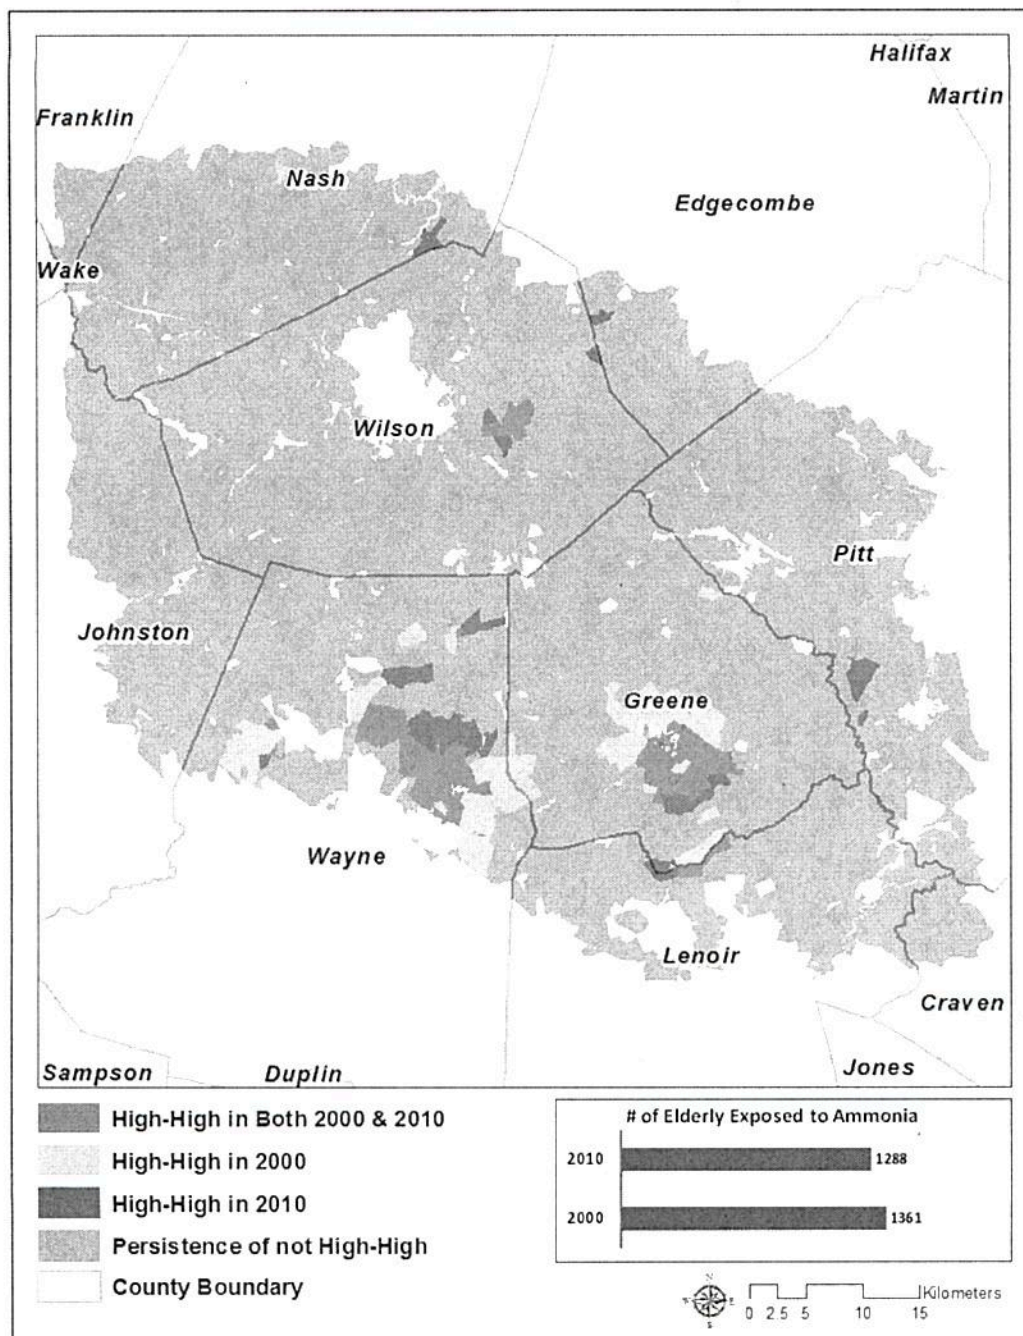 Halifax
Martin
Franklin
Nash
Edgecombe
Wake
Wilson
Pitt
Johnston
Greene
Wayne
Lenoir
Craven
Jones
Sampson
Duplin
High-High in Both 2000 & 2010
High-High in 2000
High-High in 2010
Persistence of not High-High
County Boundary
# of Elderly Exposed to Ammonia
2010
1288
2000
1361
N
E
S
Kilometers
0 2.5 5 10 15